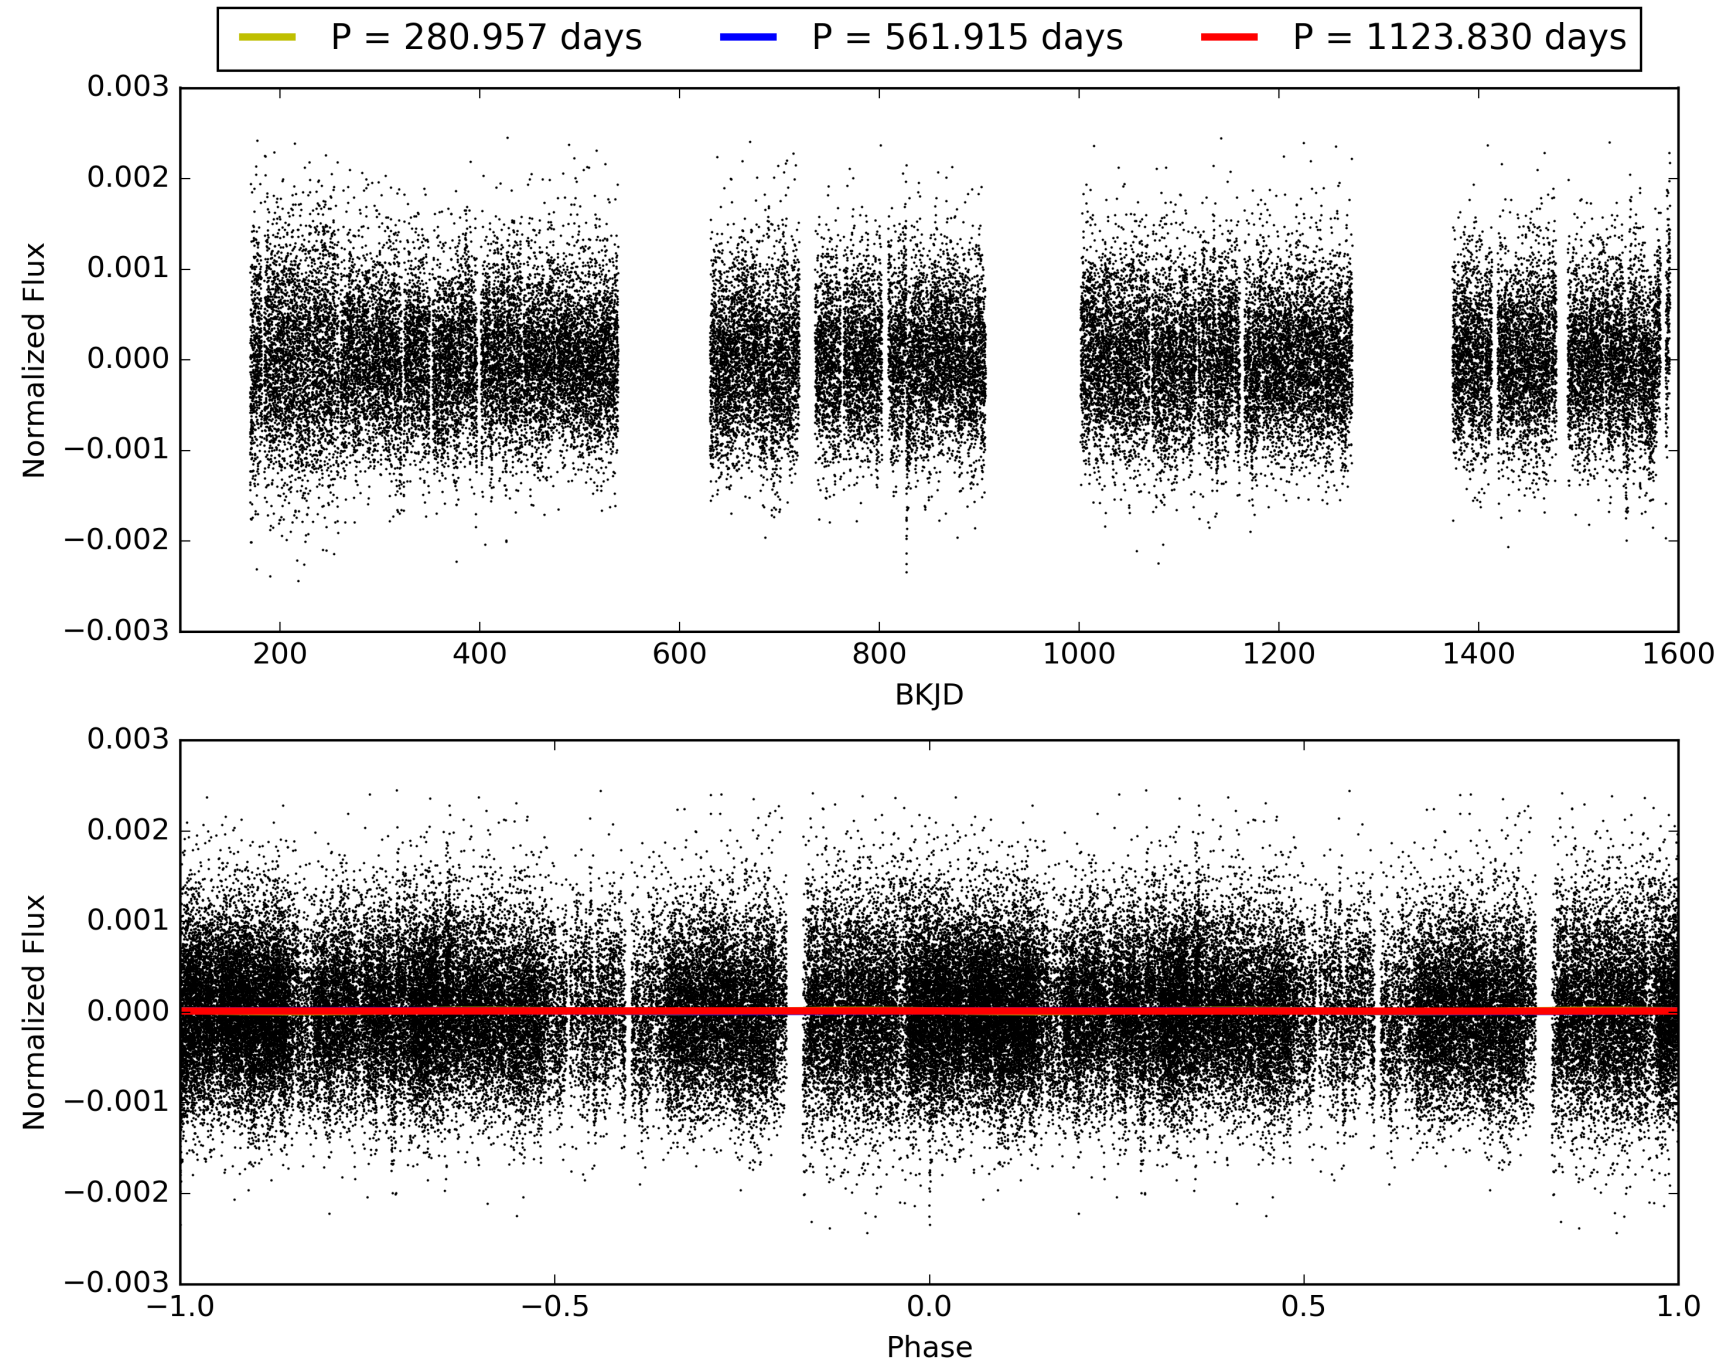 P = 280.957 days P = 561.915 days P = 1123.830 days
0.003
0.002
0.001
0.000
−0.001
−0.002
−0.003
Normalized Flux
200 400 600 800 1000 1200 1400 1600
BKJD
0.003
0.002
0.001
0.000
−0.001
−0.002
−0.003
Normalized Flux
−1.0 −0.5 0.0 0.5 1.0
Phase